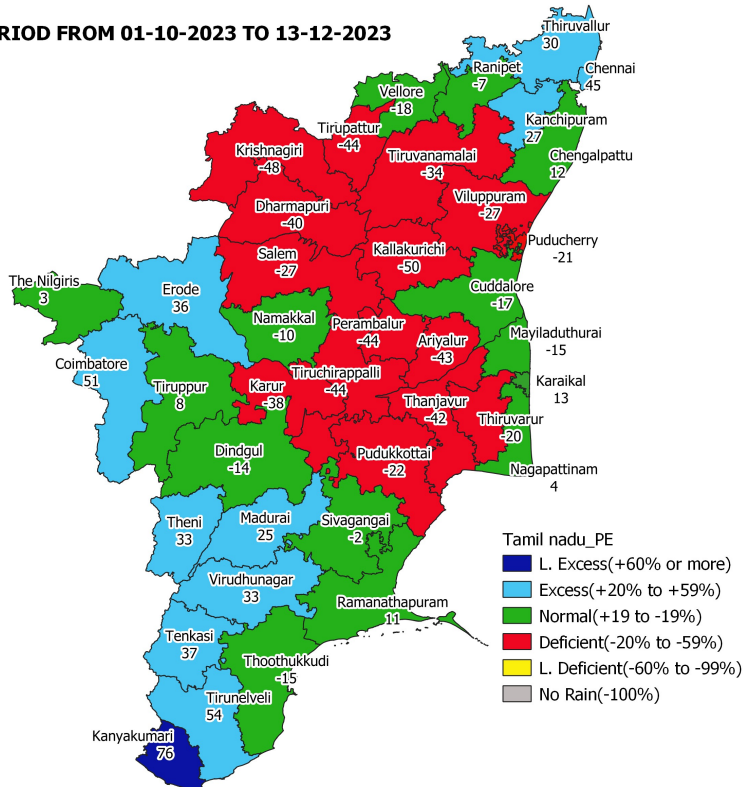 RIOD FROM 01-10-2023 TO 13-12-2023
Thiruvallur
30
Ranipet
-7
Chennai
45
Vellore
-18
Kanchipuram
27
Tirupattur
-44
Krishnagiri
-48
Tiruvanamalai
-34
Chengalpattu
12
Viluppuram
-27
Dharmapuri
-40
Puducherry
-21
Salem
-27
Kallakurichi
-50
The Nilgiris
3
Erode
36
Cuddalore
-17
Namakkal
-10
Perambalur
-44
Ariyalur
-43
Mayiladuthurai
-15
Coimbatore
51
Tiruppur
8
Karur
-38
Tiruchirappalli
-44
Karaikal
13
Thanjavur
-42
Thiruvarur
-20
Dindgul
-14
Pudukkottai
-22
Nagapattinam
4
Theni
33
Madurai
25
Sivagangai
-2
Virudhunagar
33
Ramanathapuram
11
Tenkasi
37
Thoothukkudi
-15
Tirunelveli
54
Kanyakumari
76
Tamil nadu_PE
L. Excess(+60% or more)
Excess(+20% to +59%)
Normal(+19 to -19%)
Deficient(-20% to -59%)
L. Deficient(-60% to -99%)
No Rain(-100%)